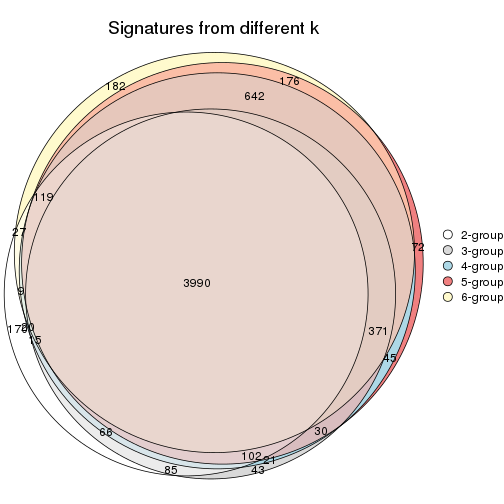 Signatures from different k
182
176
642
119
27
72
2-group
3-group
4-group
5-group
6-group
3990
9
371
15
45
66
30
102
21
85
43